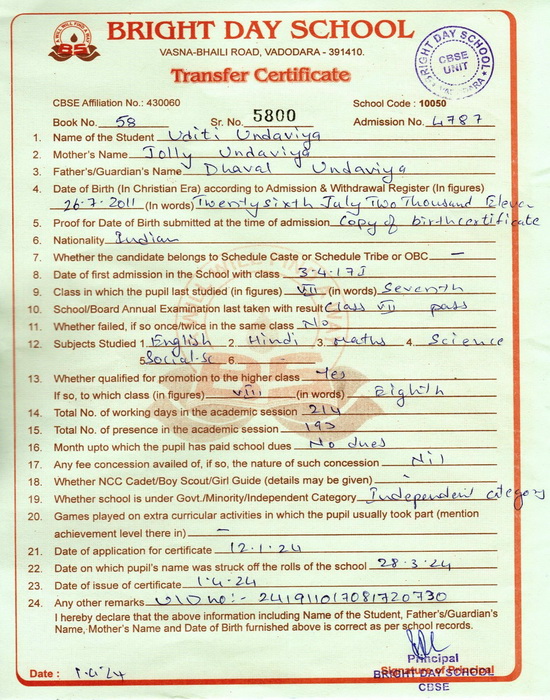 BRIGHT DAY SCHOOL
VASNA-BHAILI ROAD, VADODARA - 391410.
Transfer Certificate
BRIGHT DAY SCHOOL
CBSE
UNIT
VADODARA
CBSE Affiliation No.: 430060 School Code : 10050
Book No. 58 Sr. No. 5800 Admission No. 4787
1. Name of the Student Uditi Undaviya
2. Mother's Name Jolly Undaviya
3. Father's/Guardian's Name Dhaval Undaviya
4. Date of Birth (In Christian Era) according to Admission & Withdrawal Register (In figures)
26-7-2011 (In words) Twentysixth July Two Thousand Eleven
5. Proof for Date of Birth submitted at the time of admission Copy of birthcertificate
6. Nationality Indian
7. Whether the candidate belongs to Schedule Caste or Schedule Tribe or OBC —
8. Date of first admission in the School with class 3.4.17 I
9. Class in which the pupil last studied (in figures) VII (in words) Seventh
10. School/Board Annual Examination last taken with result Class VII pass
11. Whether failed, if so once/twice in the same class No
12. Subjects Studied 1. English 2. Hindi 3. Maths 4. Science
5. Social-Sc 6.
13. Whether qualified for promotion to the higher class Yes
If so, to which class (in figures) VIII (in words) Eighth
14. Total No. of working days in the academic session 214
15. Total No. of presence in the academic session 193
16. Month upto which the pupil has paid school dues No dues
17. Any fee concession availed of, if so, the nature of such concession Nil
18. Whether NCC Cadet/Boy Scout/Girl Guide (details may be given) -
19. Whether school is under Govt./Minority/Independent Category Independent category
20. Games played on extra curricular activities in which the pupil usually took part (mention
achievement level there in) —
21. Date of application for certificate 12.1.24
22. Date on which pupil's name was struck off the rolls of the school 28.3.24
23. Date of issue of certificate 1.4.24
24. Any other remarks UID no:- 241911017081720730
I hereby declare that the above information including Name of the Student, Father's/Guardian's
Name, Mother's Name and Date of Birth furnished above is correct as per school records.
Principal
Signature of Principal
Date : 1.4.24 BRIGHT DAY SCHOOL
CBSE